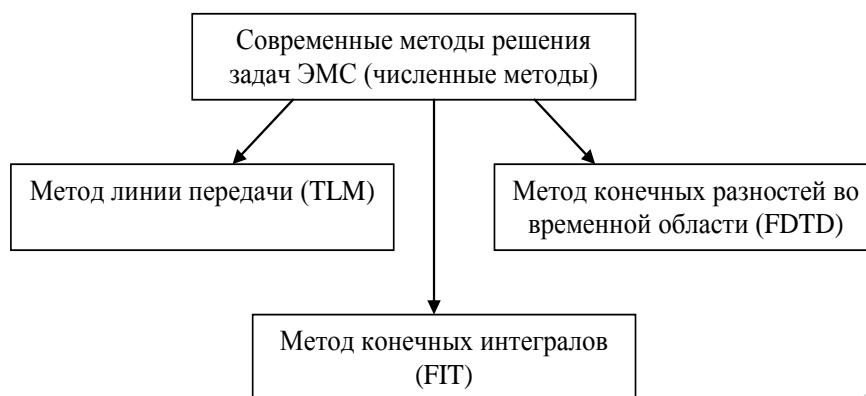 Современные методы решения
задач ЭМС (численные методы)
Метод линии передачи (TLM)
Метод конечных разностей во
временной области (FDTD)
Метод конечных интегралов
(FIT)